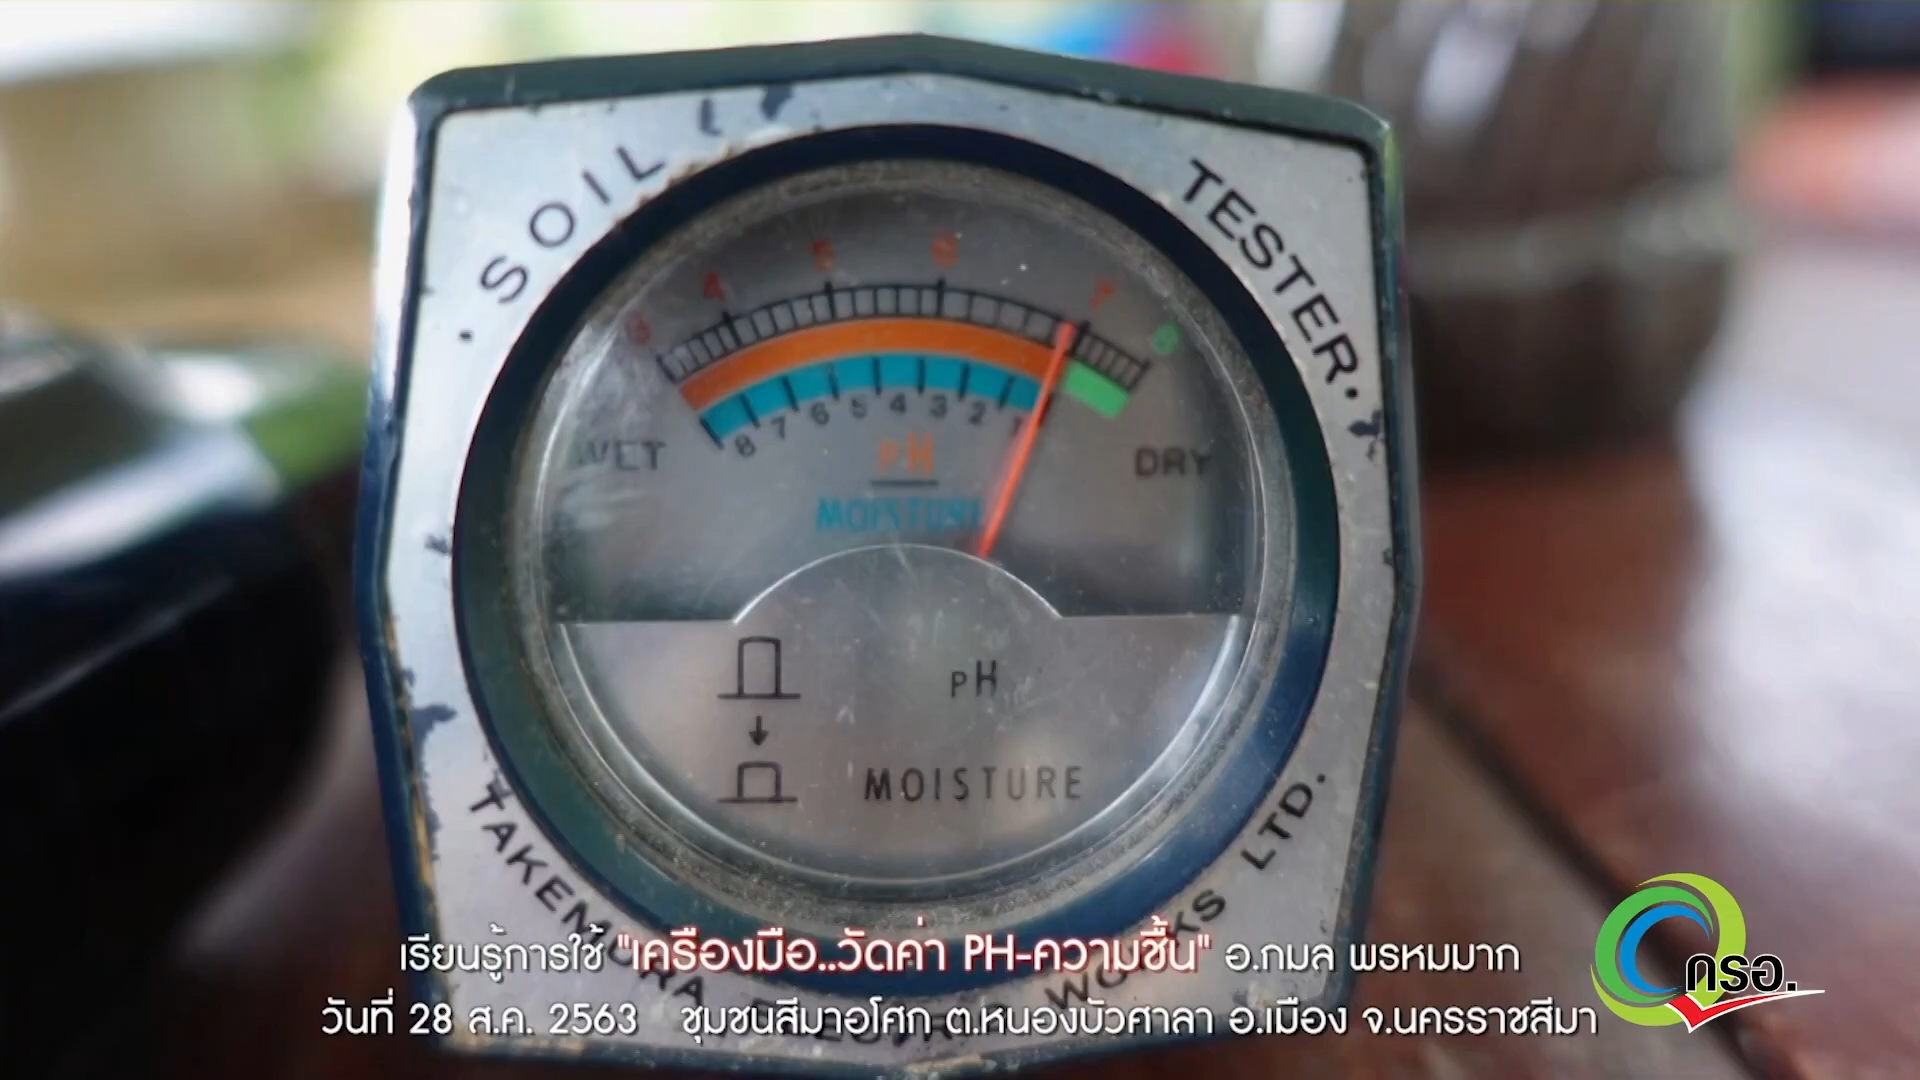 SOIL TESTER.
3 4 5 6 7 8
8 7 6 5 4 3 2 1
WET DRY
pH
MOISTURE
pH
MOISTURE
TAKEMURA ELECTRIC WORKS LTD.
เรียนรู้การใช้ "เครื่องมือ..วัดค่า PH-ความชื้น" อ.กมล พรหมมาก
วันที่ 28 ส.ค. 2563 ชุมชนสีมาอโศก ต.หนองบัวศาลา อ.เมือง จ.นครราชสีมา
กรอ.